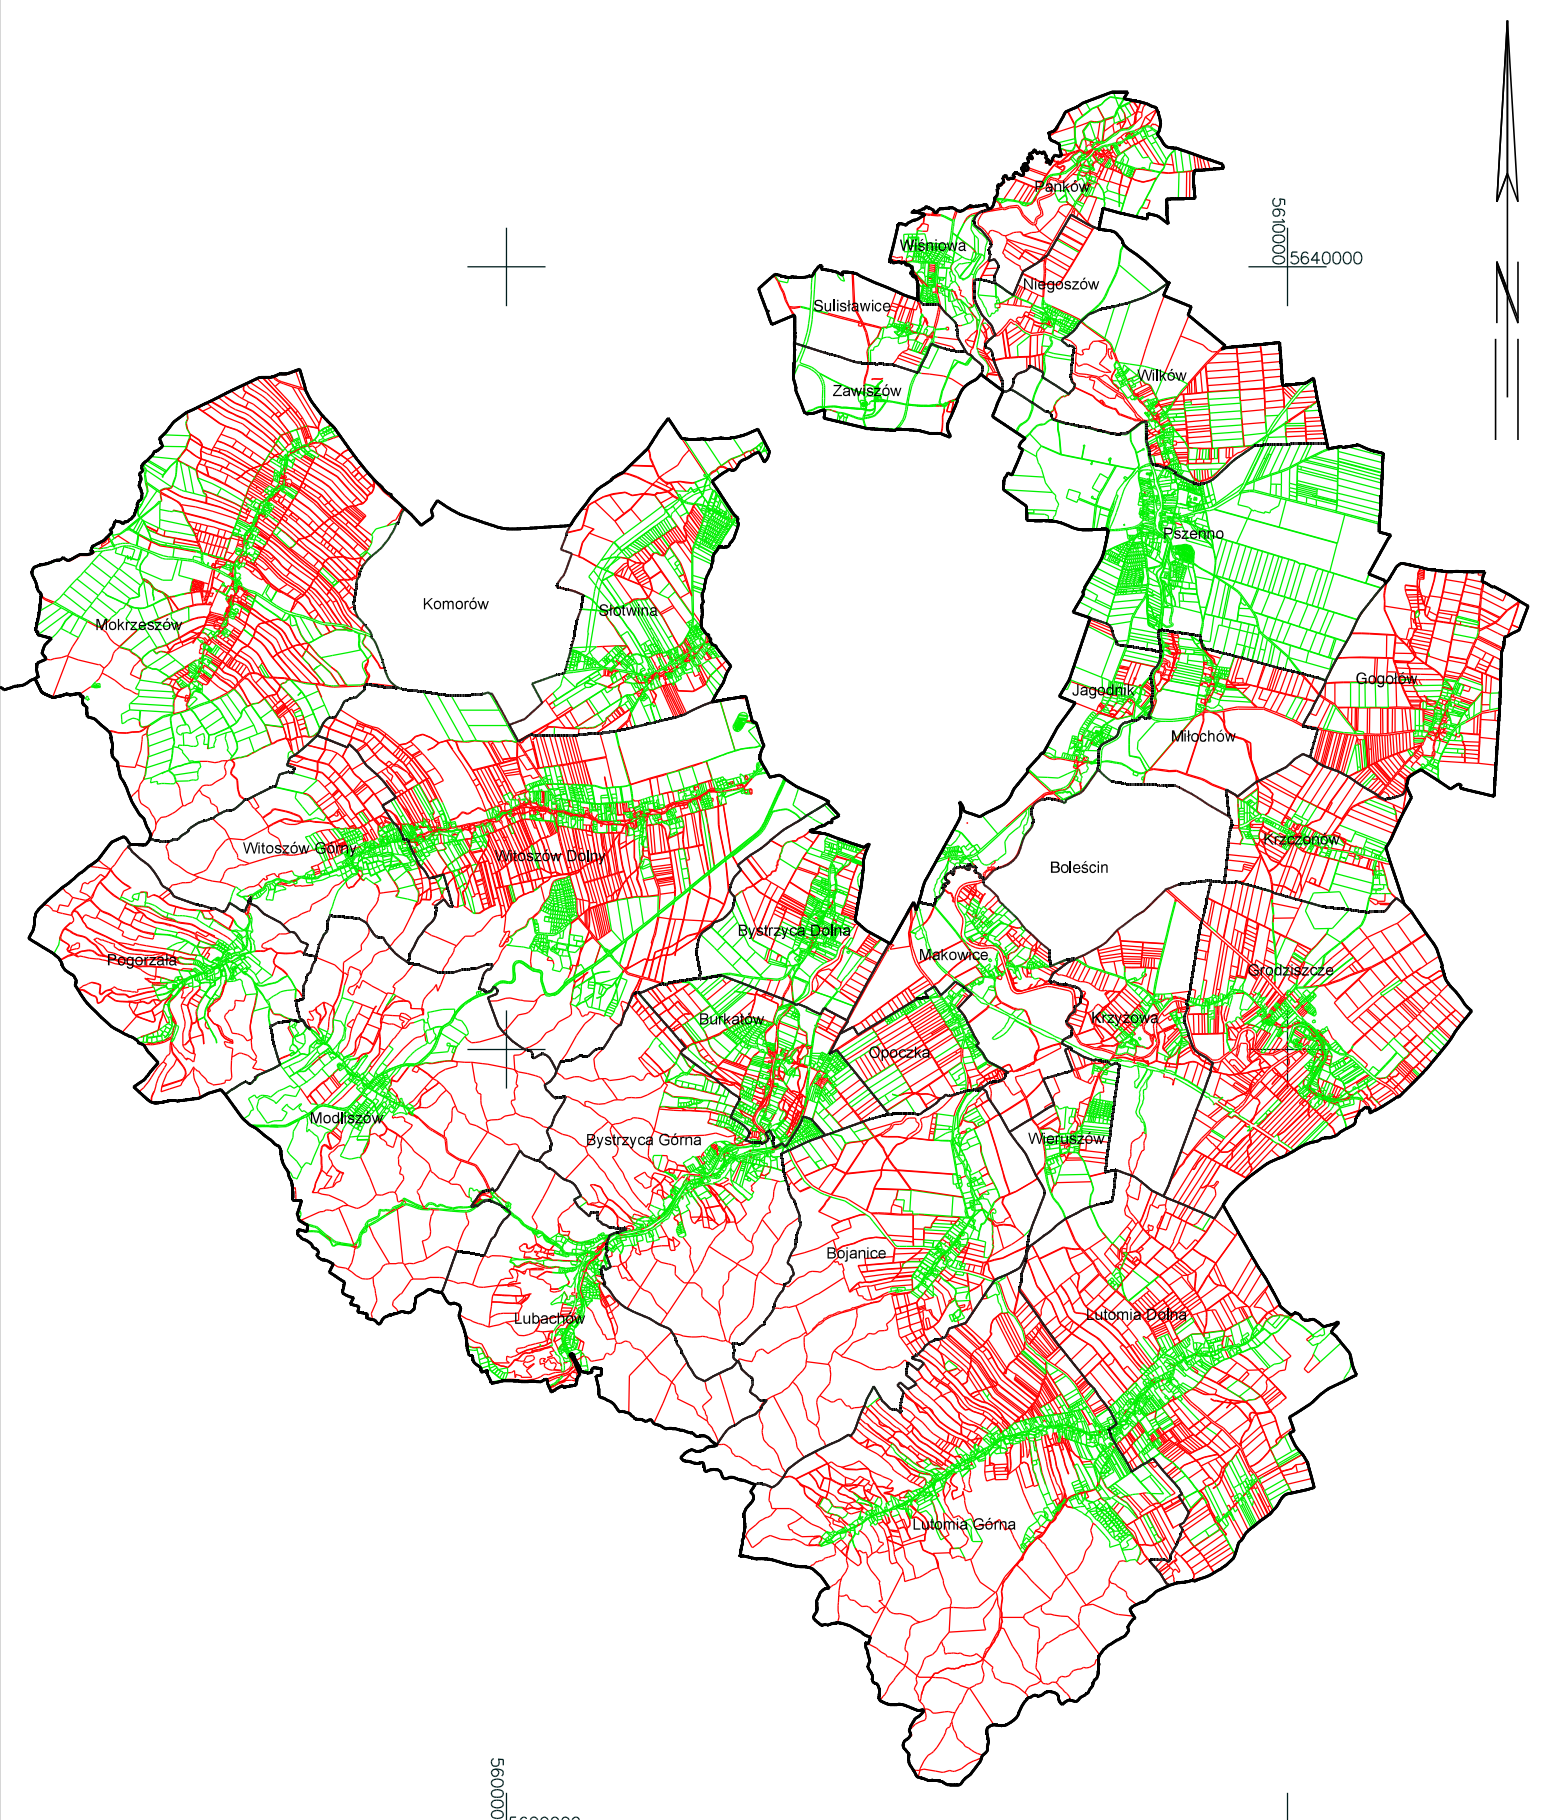 Panków
5610000
Wiśniowa
5640000
N
Niegoszów
Sulisławice
Wilków
Zawiszów
Pszenno
Komorów
Słotwina
Mokrzeszów
Gogołów
Jagodnik
Miłochów
Krzczonów
Witoszów Górny
Witoszów Dolny
Boleścin
Bystrzyca Dolna
Makowice
Pogorzała
Grodziszcze
Burkatów
Krzyżowa
Opoczka
Modliszów
Bystrzyca Górna
Wieruszów
Bojanice
Lutomia Dolna
Lubachów
Lutomia Górna